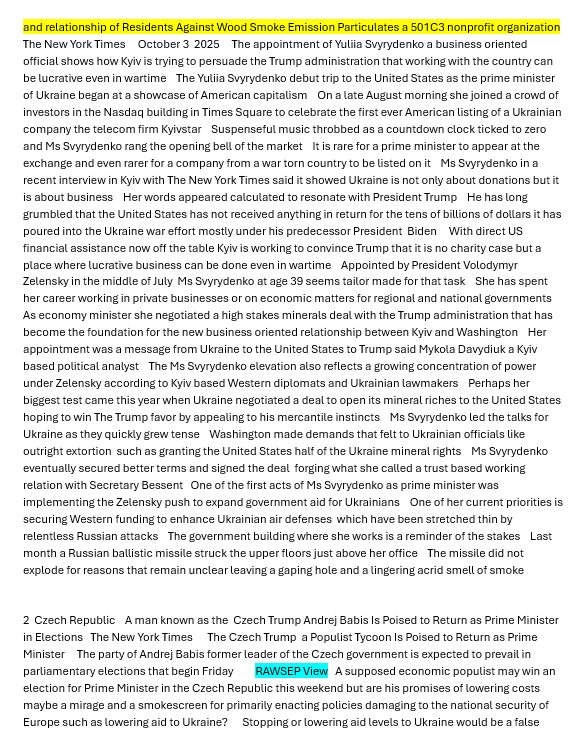 and relationship of Residents Against Wood Smoke Emission Particulates a 501C3 nonprofit organization
The New York Times October 3 2025 The appointment of Yuliia Svyrydenko a business oriented
official shows how Kyiv is trying to persuade the Trump administration that working with the country can
be lucrative even in wartime The Yuliia Svyrydenko debut trip to the United States as the prime minister
of Ukraine began at a showcase of American capitalism On a late August morning she joined a crowd of
investors in the Nasdaq building in Times Square to celebrate the first ever American listing of a Ukrainian
company the telecom firm Kyivstar Suspenseful music throbbed as a countdown clock ticked to zero
and Ms Svyrydenko rang the opening bell of the market It is rare for a prime minister to appear at the
exchange and even rarer for a company from a war torn country to be listed on it Ms Svyrydenko in a
recent interview in Kyiv with The New York Times said it showed Ukraine is not only about donations but it
is about business Her words appeared calculated to resonate with President Trump He has long
grumbled that the United States has not received anything in return for the tens of billions of dollars it has
poured into the Ukraine war effort mostly under his predecessor President Biden With direct US
financial assistance now off the table Kyiv is working to convince Trump that it is no charity case but a
place where lucrative business can be done even in wartime Appointed by President Volodymyr
Zelensky in the middle of July Ms Svyrydenko at age 39 seems tailor made for that task She has spent
her career working in private businesses or on economic matters for regional and national governments
As economy minister she negotiated a high stakes minerals deal with the Trump administration that has
become the foundation for the new business oriented relationship between Kyiv and Washington Her
appointment was a message from Ukraine to the United States to Trump said Mykola Davydiuk a Kyiv
based political analyst The Ms Svyrydenko elevation also reflects a growing concentration of power
under Zelensky according to Kyiv based Western diplomats and Ukrainian lawmakers Perhaps her
biggest test came this year when Ukraine negotiated a deal to open its mineral riches to the United States
hoping to win The Trump favor by appealing to his mercantile instincts Ms Svyrydenko led the talks for
Ukraine as they quickly grew tense Washington made demands that felt to Ukrainian officials like
outright extortion such as granting the United States half of the Ukraine mineral rights Ms Svyrydenko
eventually secured better terms and signed the deal forging what she called a trust based working
relation with Secretary Bessent One of the first acts of Ms Svyrydenko as prime minister was
implementing the Zelensky push to expand government aid for Ukrainians One of her current priorities is
securing Western funding to enhance Ukrainian air defenses which have been stretched thin by
relentless Russian attacks The government building where she works is a reminder of the stakes Last
month a Russian ballistic missile struck the upper floors just above her office The missile did not
explode for reasons that remain unclear leaving a gaping hole and a lingering acrid smell of smoke
2 Czech Republic A man known as the Czech Trump Andrej Babis Is Poised to Return as Prime Minister
in Elections The New York Times The Czech Trump a Populist Tycoon Is Poised to Return as Prime
Minister The party of Andrej Babis former leader of the Czech government is expected to prevail in
parliamentary elections that begin Friday RAWSEP View A supposed economic populist may win an
election for Prime Minister in the Czech Republic this weekend but are his promises of lowering costs
maybe a mirage and a smokescreen for primarily enacting policies damaging to the national security of
Europe such as lowering aid to Ukraine? Stopping or lowering aid levels to Ukraine would be a false